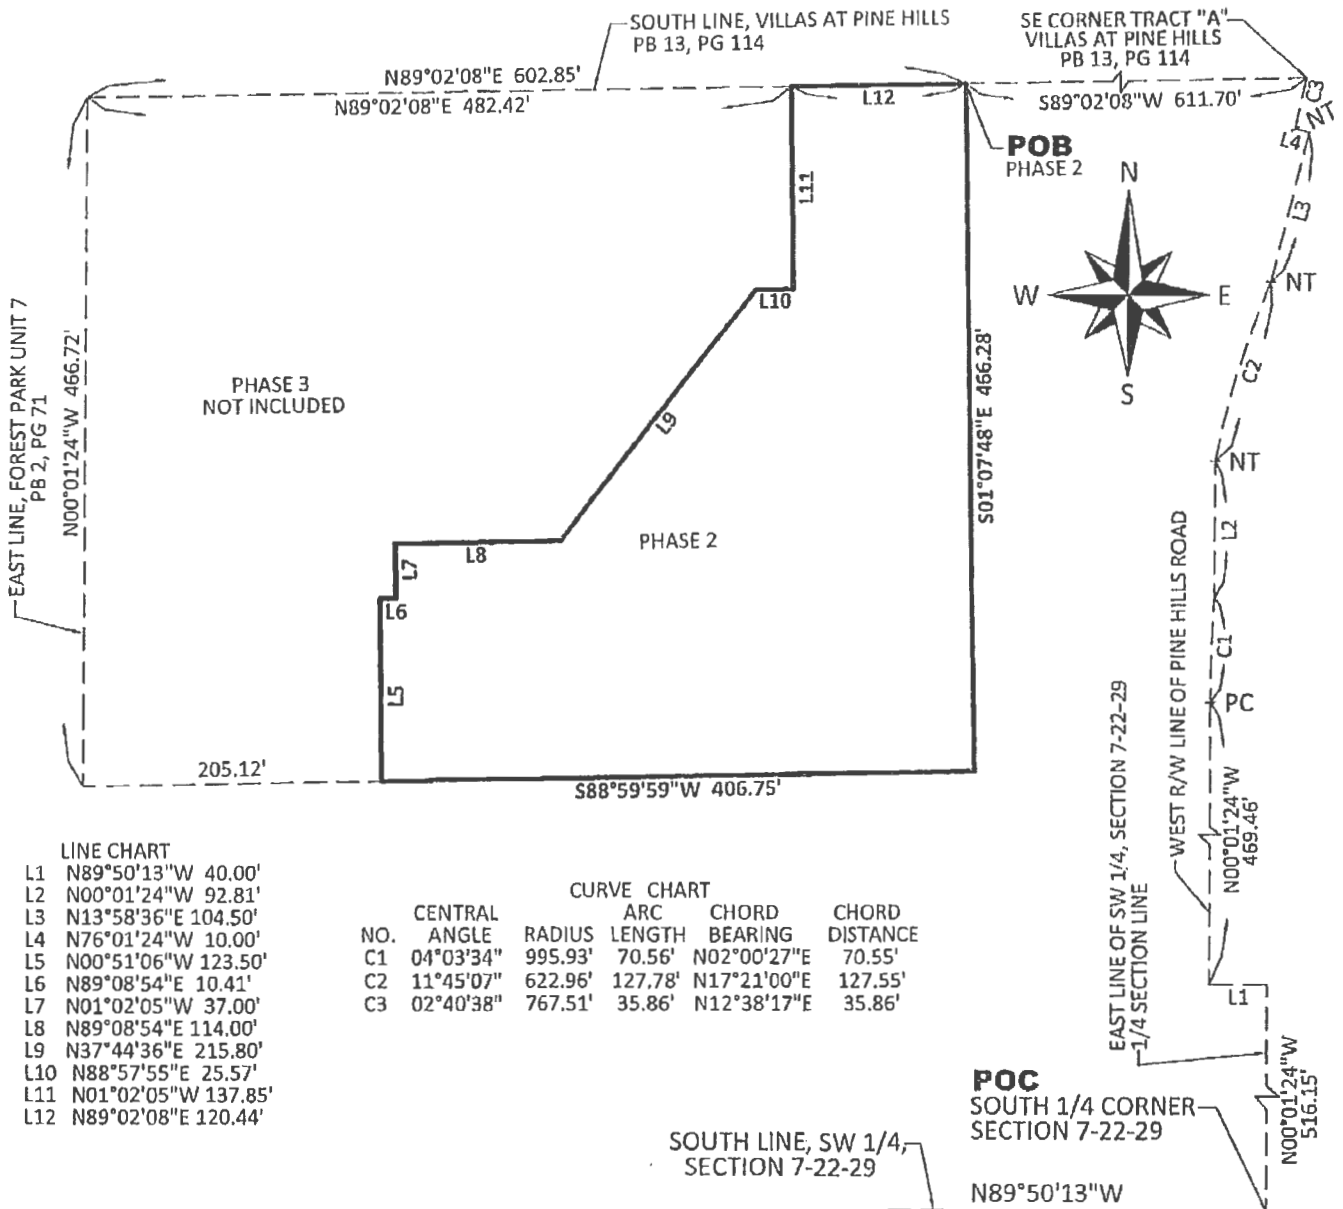 SOUTH LINE, VILLAS AT PINE HILLS
PB 13, PG 114
SE CORNER TRACT "A"
VILLAS AT PINE HILLS
PB 13, PG 114
N89°02'08"E 602.85'
N89°02'08"E 482.42'
L12
S89°02'08"W 611.70'
C3
NT
L4
POB
PHASE 2
L11
L3
N
W
E
S
NT
L10
C2
EAST LINE, FOREST PARK UNIT 7
PB 2, PG 71
N00°01'24"W 466.72'
PHASE 3
NOT INCLUDED
L9
S01°07'48"E 466.28'
NT
L8
PHASE 2
L7
L6
L2
WEST R/W LINE OF PINE HILLS ROAD
C1
L5
PC
205.12'
S88°59'59"W 406.75'
EAST LINE OF SW 1/4, SECTION 7-22-29
1/4 SECTION LINE
N00°01'24"W
469.46'
L1
LINE CHART
L1 N89°50'13"W 40.00'
L2 N00°01'24"W 92.81'
L3 N13°58'36"E 104.50'
L4 N76°01'24"W 10.00'
L5 N00°51'06"W 123.50'
L6 N89°08'54"E 10.41'
L7 N01°02'05"W 37.00'
L8 N89°08'54"E 114.00'
L9 N37°44'36"E 215.80'
L10 N88°57'55"E 25.57'
L11 N01°02'05"W 137.85'
L12 N89°02'08"E 120.44'
CURVE CHART
CENTRAL ARC CHORD CHORD
NO. ANGLE RADIUS LENGTH BEARING DISTANCE
C1 04°03'34" 995.93' 70.56' N02°00'27"E 70.55'
C2 11°45'07" 622.96' 127.78' N17°21'00"E 127.55'
C3 02°40'38" 767.51' 35.86' N12°38'17"E 35.86'
POC
SOUTH 1/4 CORNER
SECTION 7-22-29
N00°01'24"W
516.15'
SOUTH LINE, SW 1/4,
SECTION 7-22-29
N89°50'13"W